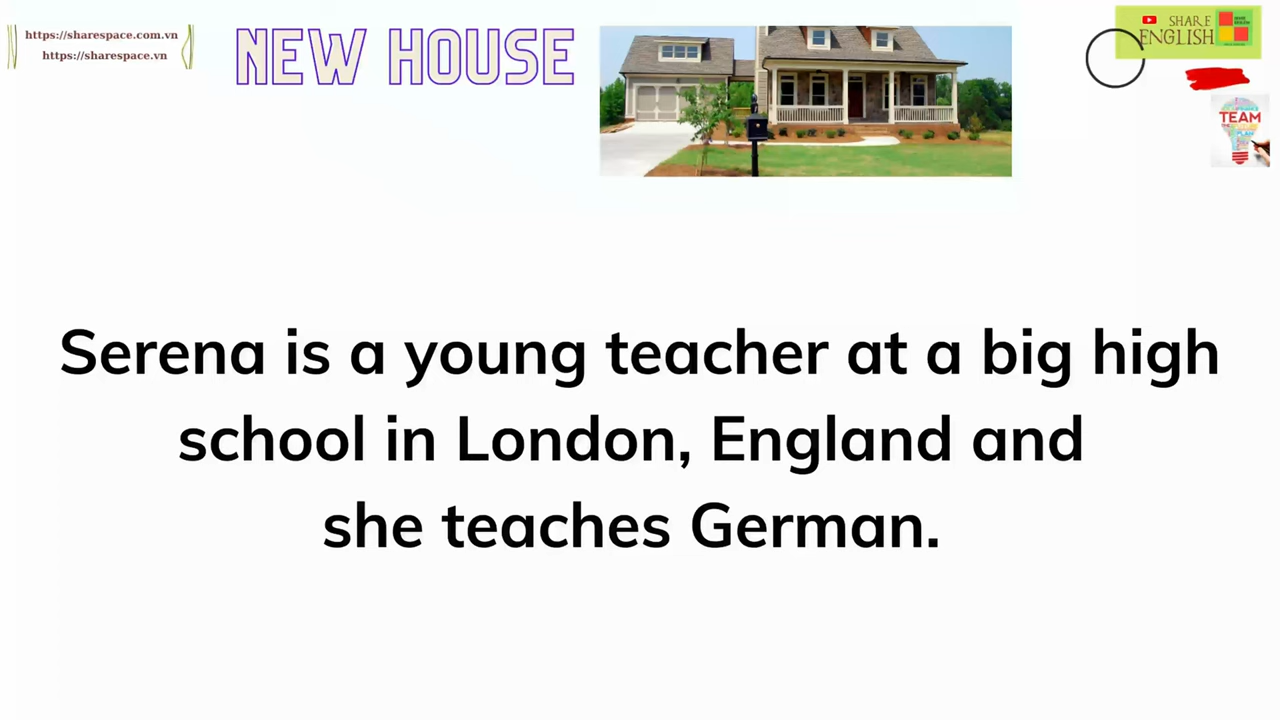 https://sharespace.com.vn
https://sharespace.vn
NEW HOUSE
SHARE
ENGLISH
TEAM
Serena is a young teacher at a big high
school in London, England and
she teaches German.